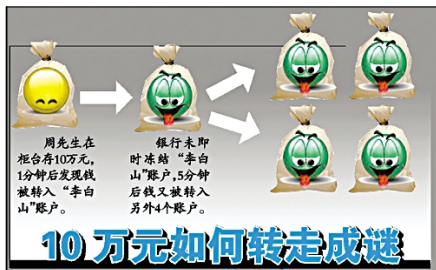 周先生在
柜台存10万元，
1分钟后发现钱
被转入“李白
山”账户。
银行未即
时冻结“李白
山”账户，5分钟
后钱又被转入
另外4个账户。
10万元如何转走成谜